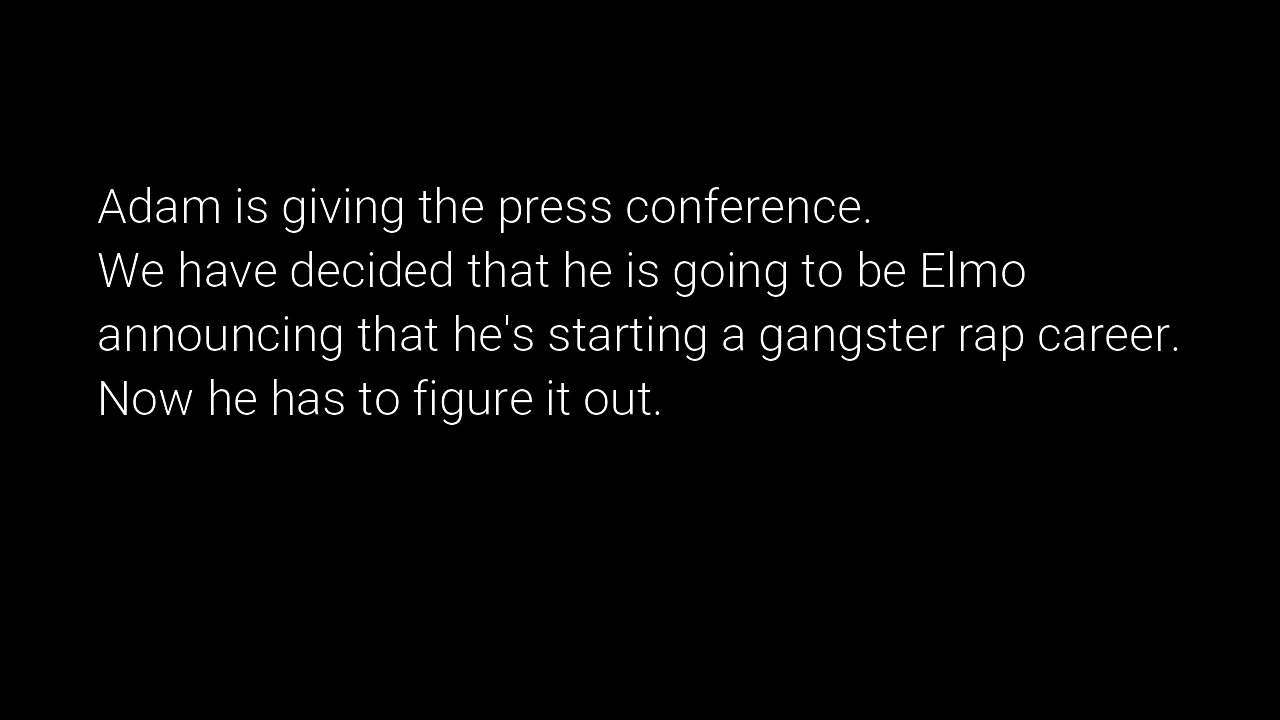 Adam is giving the press conference.
We have decided that he is going to be Elmo
announcing that he's starting a gangster rap career.
Now he has to figure it out.